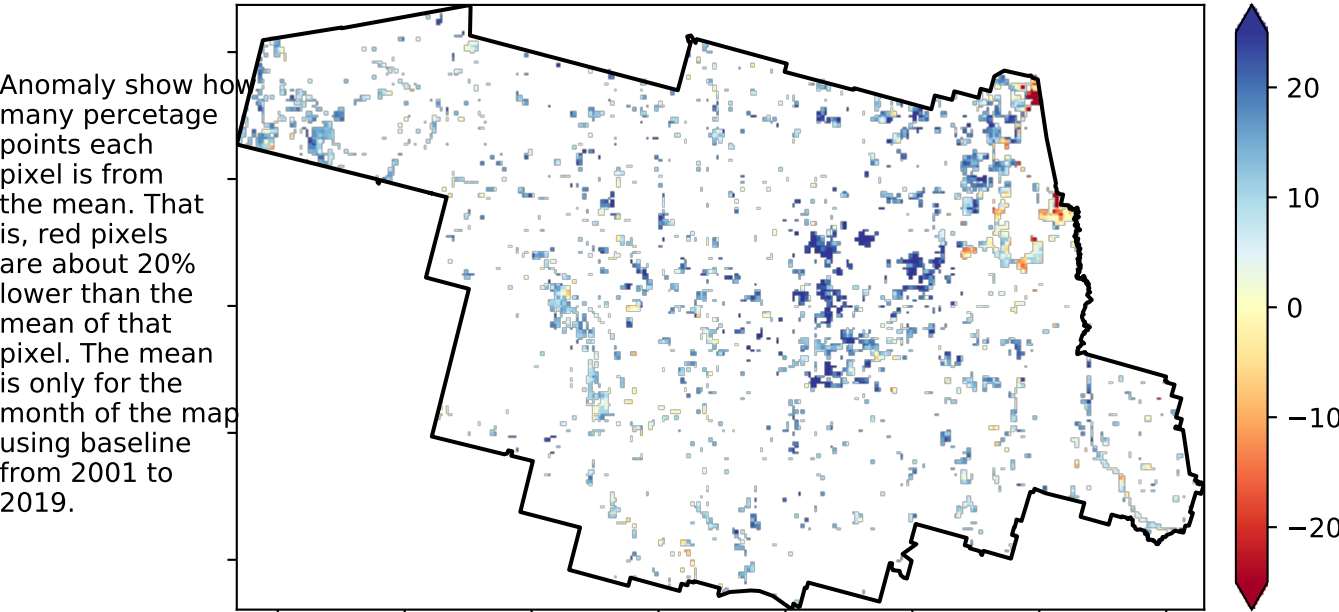 Anomaly show how
many percetage
points each
pixel is from
the mean. That
is, red pixels
are about 20%
lower than the
mean of that
pixel. The mean
is only for the
month of the map
using baseline
from 2001 to
2019.
20
10
0
−10
−20